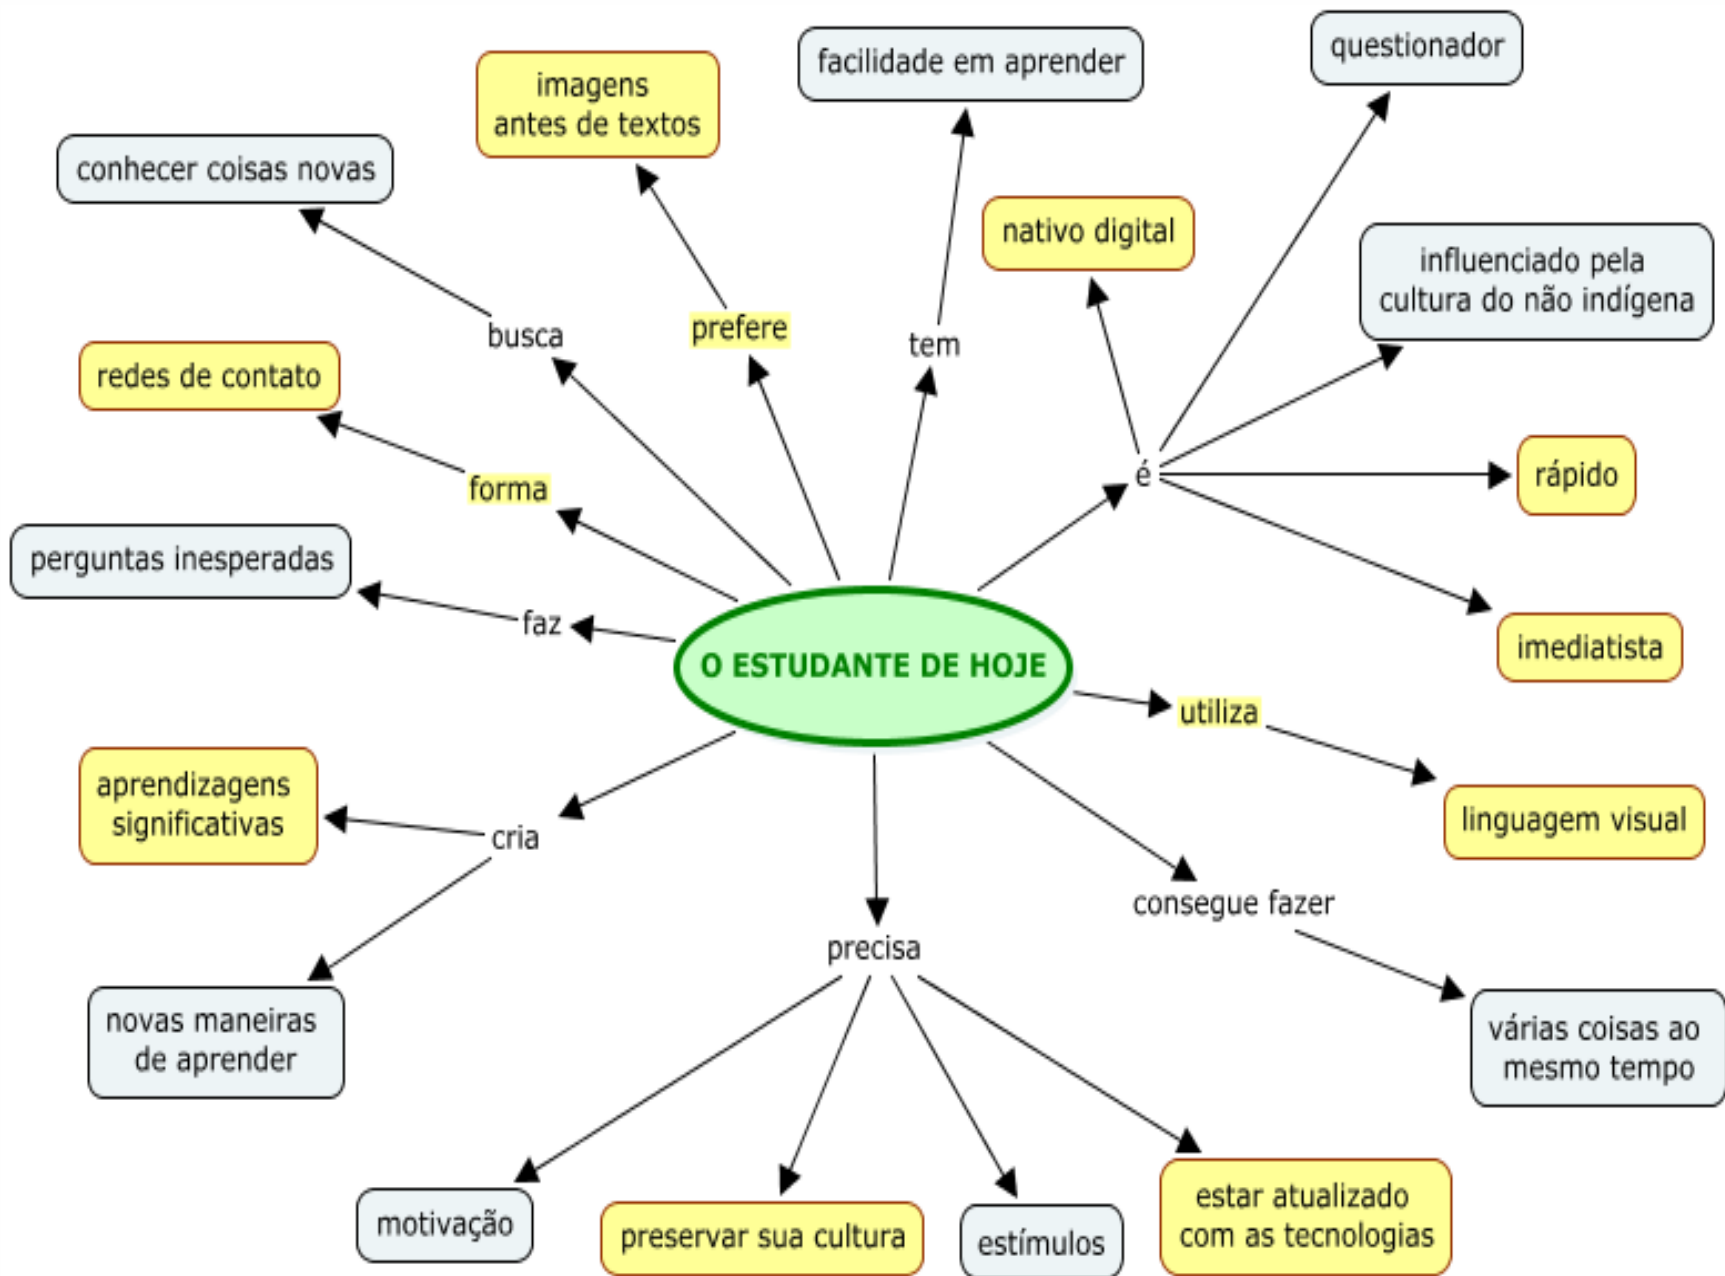 questionador
facilidade em aprender
imagens
antes de textos
conhecer coisas novas
nativo digital
influenciado pela
cultura do não indígena
busca
prefere
tem
redes de contato
forma
é
rápido
perguntas inesperadas
faz
O ESTUDANTE DE HOJE
imediatista
utiliza
linguagem visual
aprendizagens
significativas
cria
consegue fazer
precisa
novas maneiras
de aprender
várias coisas ao
mesmo tempo
motivação
preservar sua cultura
estímulos
estar atualizado
com as tecnologias